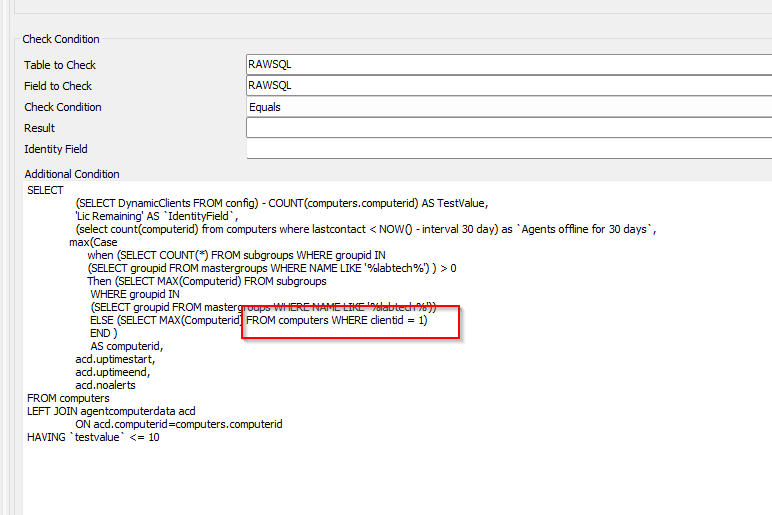 Check Condition
Table to Check RAWSQL
Field to Check RAWSQL
Check Condition Equals
Result
Identity Field
Additional Condition
SELECT
(SELECT DynamicClients FROM config) - COUNT(computers.computerid) AS TestValue,
'Lic Remaining' AS `IdentityField`,
(select count(computerid) from computers where lastcontact < NOW() - interval 30 day) as `Agents offline for 30 days`,
max(Case
when (SELECT COUNT(*) FROM subgroups WHERE groupid IN
(SELECT groupid FROM mastergroups WHERE NAME LIKE '%labtech%') ) > 0
Then (SELECT MAX(Computerid) FROM subgroups
WHERE groupid IN
(SELECT groupid FROM mastergroups WHERE NAME LIKE '%labtech%'))
ELSE (SELECT MAX(Computerid) FROM computers WHERE clientid = 1)
END )
AS computerid,
acd.uptimestart,
acd.uptimeend,
acd.noalerts
FROM computers
LEFT JOIN agentcomputerdata acd
ON acd.computerid=computers.computerid
HAVING `testvalue` <= 10